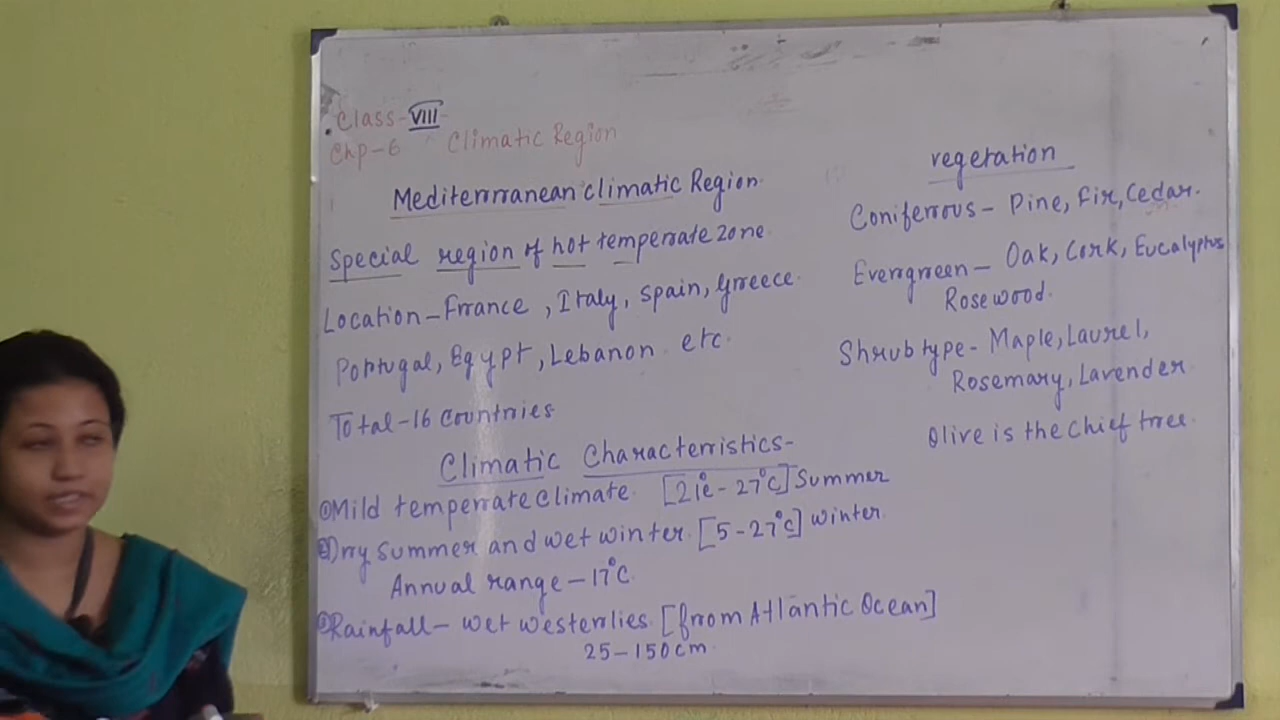 Class-VIII
Chp-6 Climatic Region
Mediterranean climatic Region
Special region of hot temperate zone
Location-France, Italy, Spain, Greece
Portugal, Egypt, Lebanon etc.
Total-16 countries
Climatic Characterristics-
①Mild temperrate climate. [21°c-27°C] Summer
②Dry summer and wet winter. [5-27°C] winter
Annual range-17°C
③Rainfall- wet westerlies. [from Atlantic Ocean]
25-150cm
vegetation
Coniferrous- Pine, Fir, Cedar.
Evergreen- Oak, Cork, Eucalyptus
Rosewood.
Shrub type- Maple, Laurel,
Rosemary, Lavender
Olive is the chief tree.